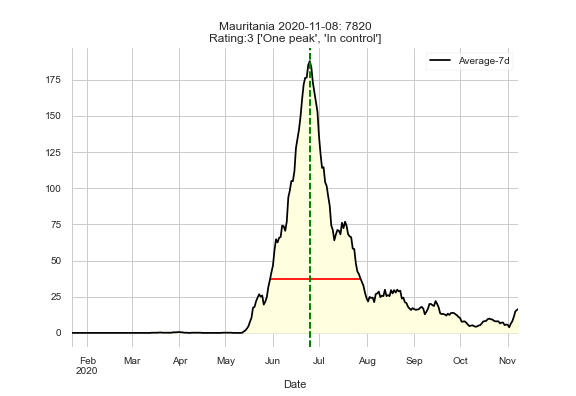 Mauritania 2020-11-08: 7820
Rating:3 ['One peak', 'In control']
Average-7d
175
150
125
100
75
50
25
0
Feb Mar Apr May Jun Jul Aug Sep Oct Nov
2020
Date